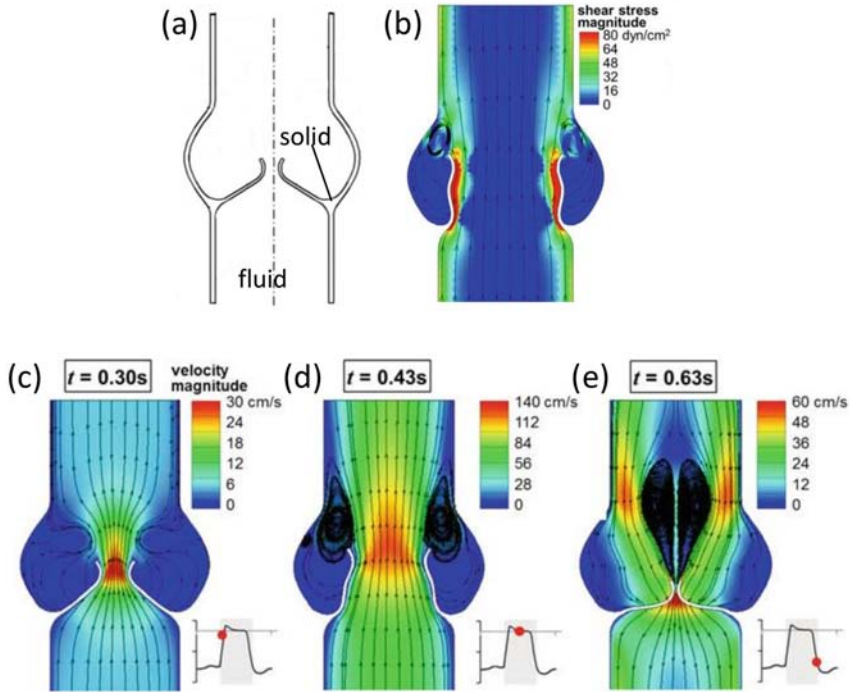 (a)
solid
fluid
(b)
shear stress
magnitude
80 dyn/cm²
64
48
32
16
0
(c)
t = 0.30s
velocity
magnitude
30 cm/s
24
18
12
6
0
(d)
t = 0.43s
140 cm/s
112
84
56
28
0
(e)
t = 0.63s
60 cm/s
48
36
24
12
0